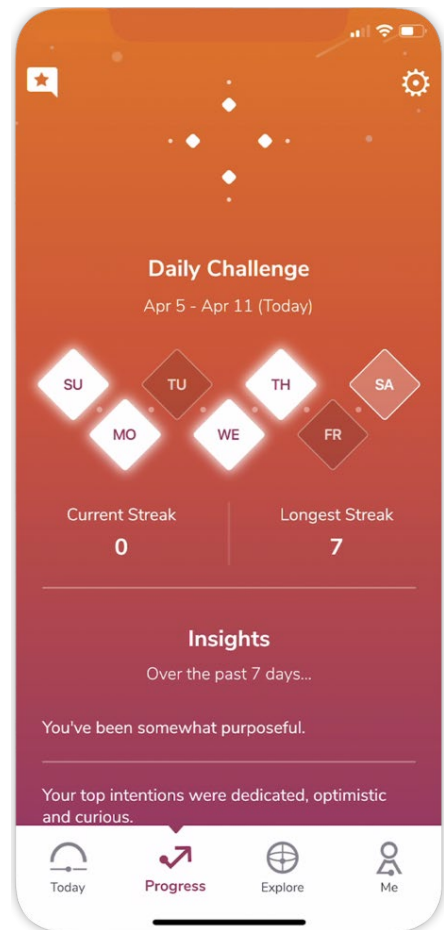 Daily Challenge
Apr 5 - Apr 11 (Today)
SU TU TH SA
MO WE FR
Current Streak Longest Streak
0 7
Insights
Over the past 7 days...
You've been somewhat purposeful.
Your top intentions were dedicated, optimistic
and curious.
Today Progress Explore Me